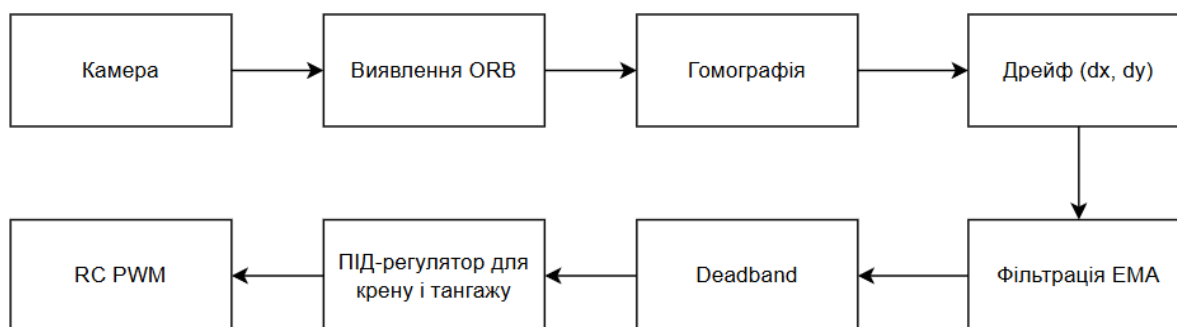 Камера
Виявлення ORB
Гомографія
Дрейф (dx, dy)
RC PWM
ПІД-регулятор для
крену і тангажу
Deadband
Фільтрація EMA